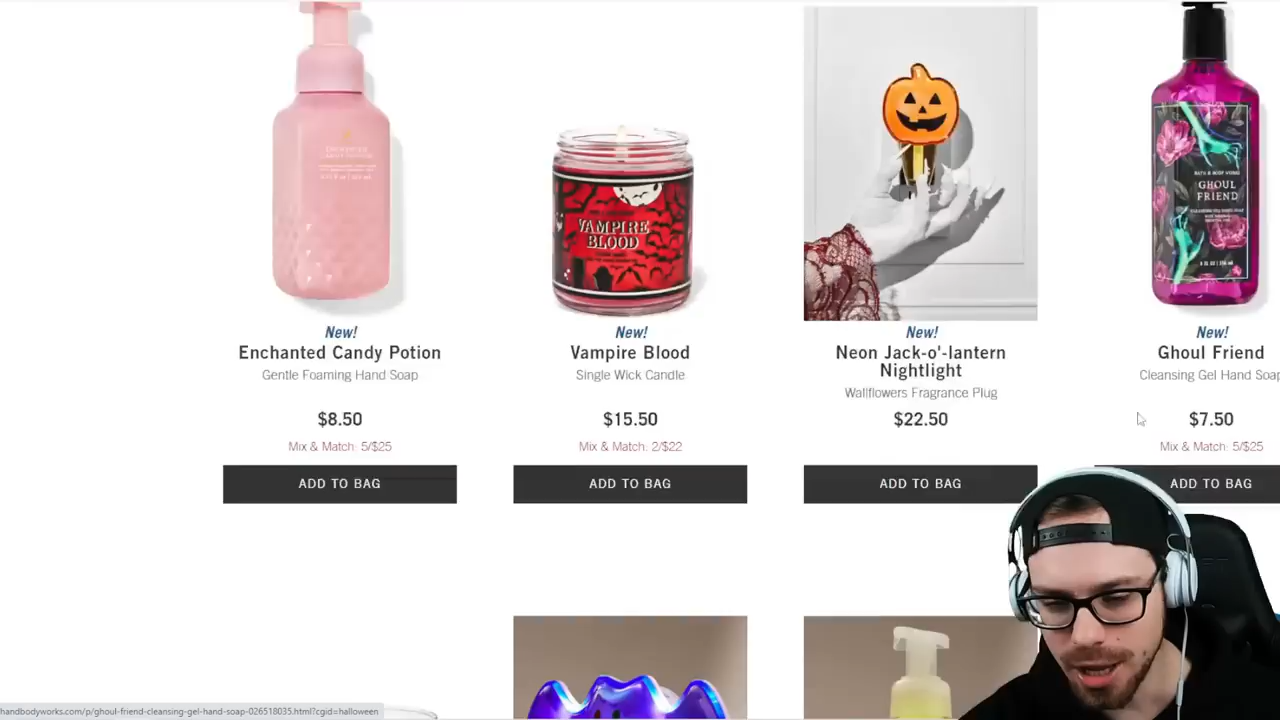 VAMPIRE
BLOOD
BATH & BODY WORKS
GHOUL
FRIEND
New!
Enchanted Candy Potion
Gentle Foaming Hand Soap
$8.50
Mix & Match: 5/$25
ADD TO BAG
New!
Vampire Blood
Single Wick Candle
$15.50
Mix & Match: 2/$22
ADD TO BAG
New!
Neon Jack-o'-lantern
Nightlight
Wallflowers Fragrance Plug
$22.50
ADD TO BAG
New!
Ghoul Friend
Cleansing Gel Hand Soap
$7.50
Mix & Match: 5/$25
ADD TO BAG
handbodyworks.com/p/ghoul-friend-cleansing-gel-hand-soap-026518035.html?cgid=halloween